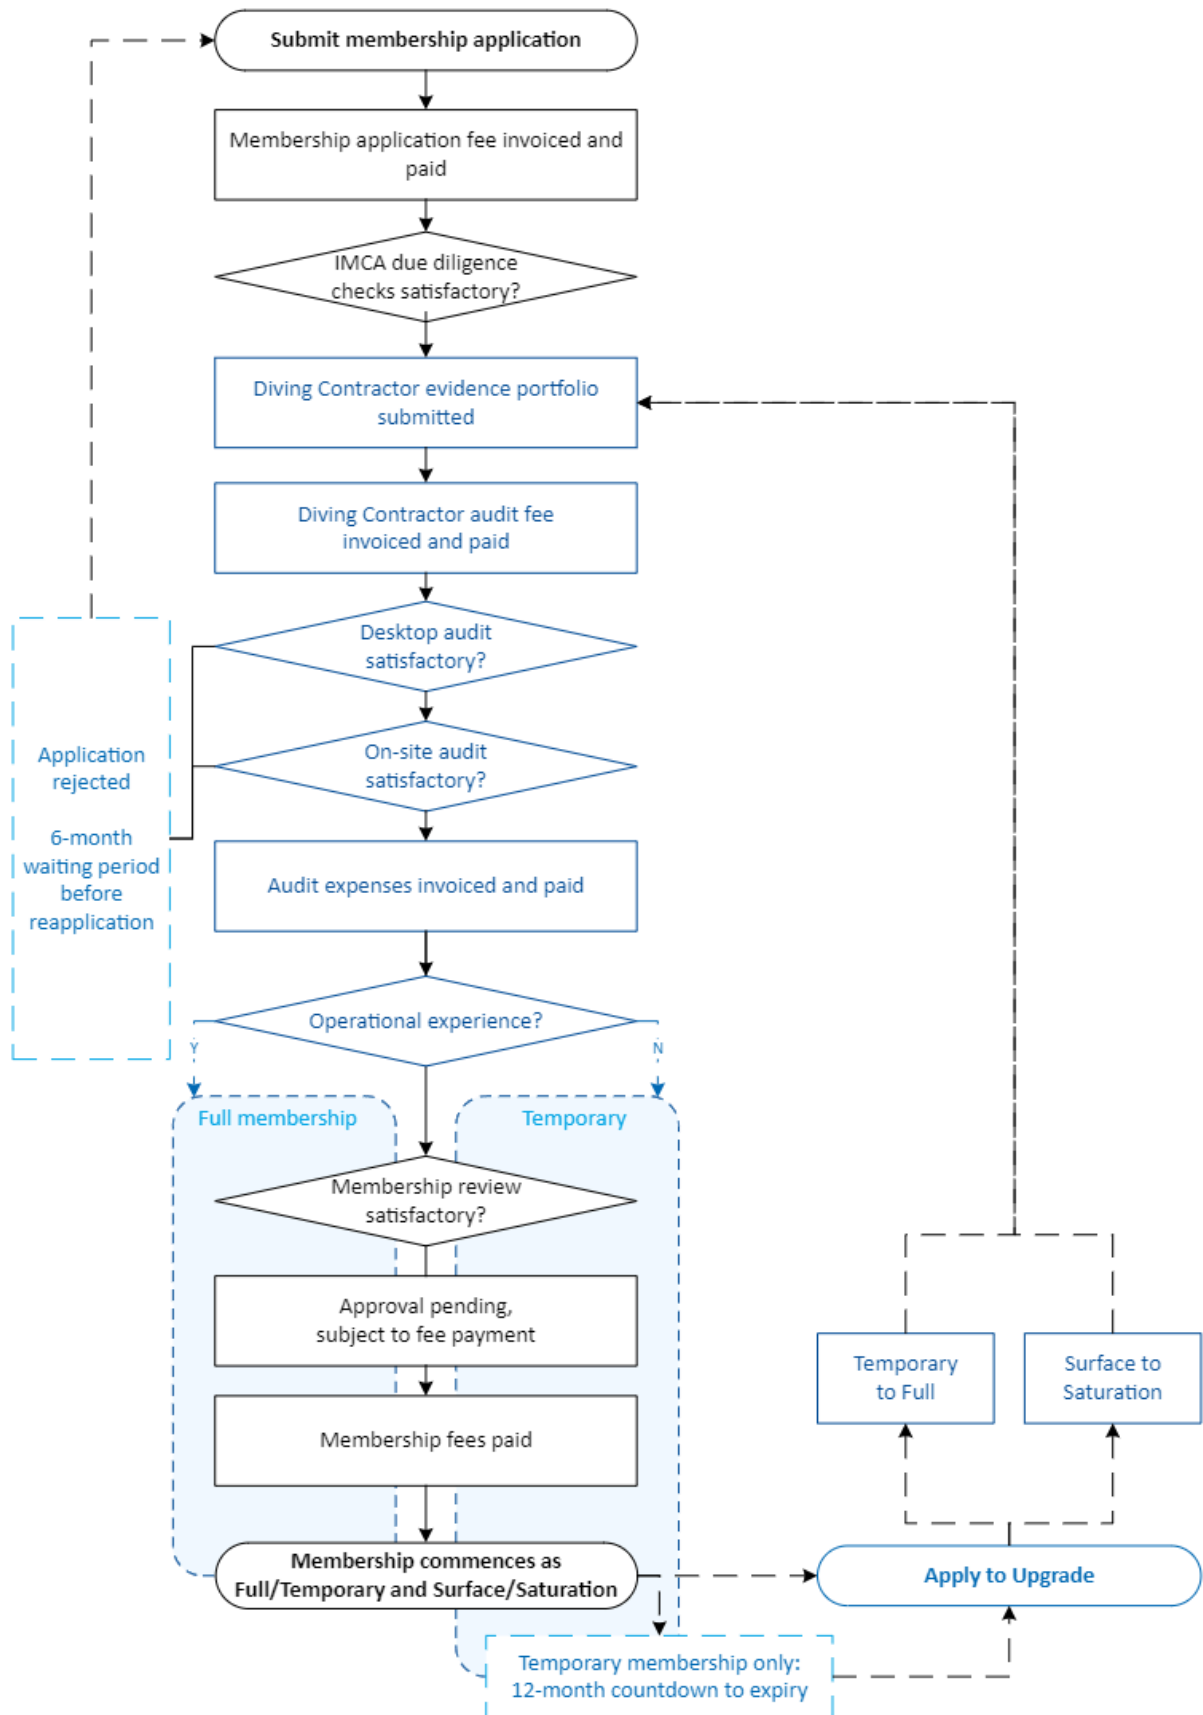 Submit membership application
Membership application fee invoiced and
paid
IMCA due diligence
checks satisfactory?
Diving Contractor evidence portfolio
submitted
Diving Contractor audit fee
invoiced and paid
Desktop audit
satisfactory?
On-site audit
satisfactory?
Application
rejected
6-month
waiting period
before
reapplication
Audit expenses invoiced and paid
Operational experience?
Y
N
Full membership
Temporary
Membership review
satisfactory?
Approval pending,
subject to fee payment
Membership fees paid
Membership commences as
Full/Temporary and Surface/Saturation
Temporary
to Full
Surface to
Saturation
Apply to Upgrade
Temporary membership only:
12-month countdown to expiry